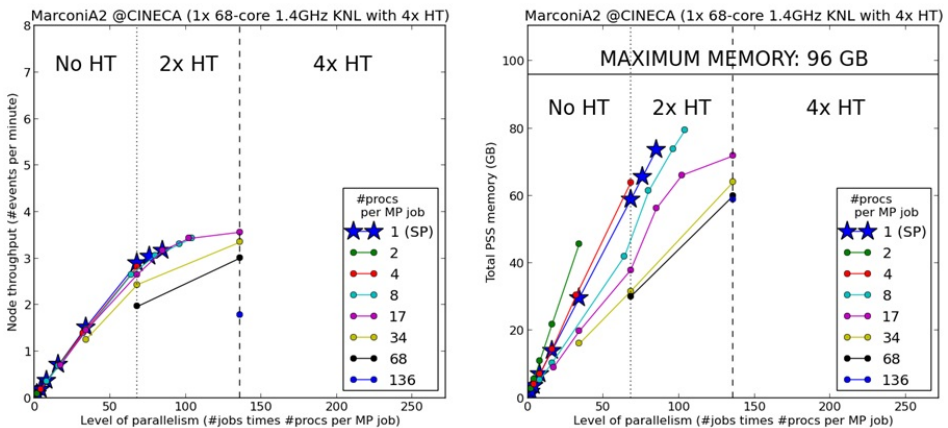 MarconiA2 @CINECA (1x 68-core 1.4GHz KNL with 4x HT)
8
7
6
5
4
3
2
1
0
Node throughput (#events per minute)
No HT
2x HT
4x HT
#procs
per MP job
1 (SP)
2
4
8
17
34
68
136
0
50
100
150
200
250
Level of parallelism (#jobs times #procs per MP job)
MarconiA2 @CINECA (1x 68-core 1.4GHz KNL with 4x HT)
100
80
60
40
20
0
Total PSS memory (GB)
MAXIMUM MEMORY: 96 GB
No HT
2x HT
4x HT
#procs
per MP job
1 (SP)
2
4
8
17
34
68
136
0
50
100
150
200
250
Level of parallelism (#jobs times #procs per MP job)